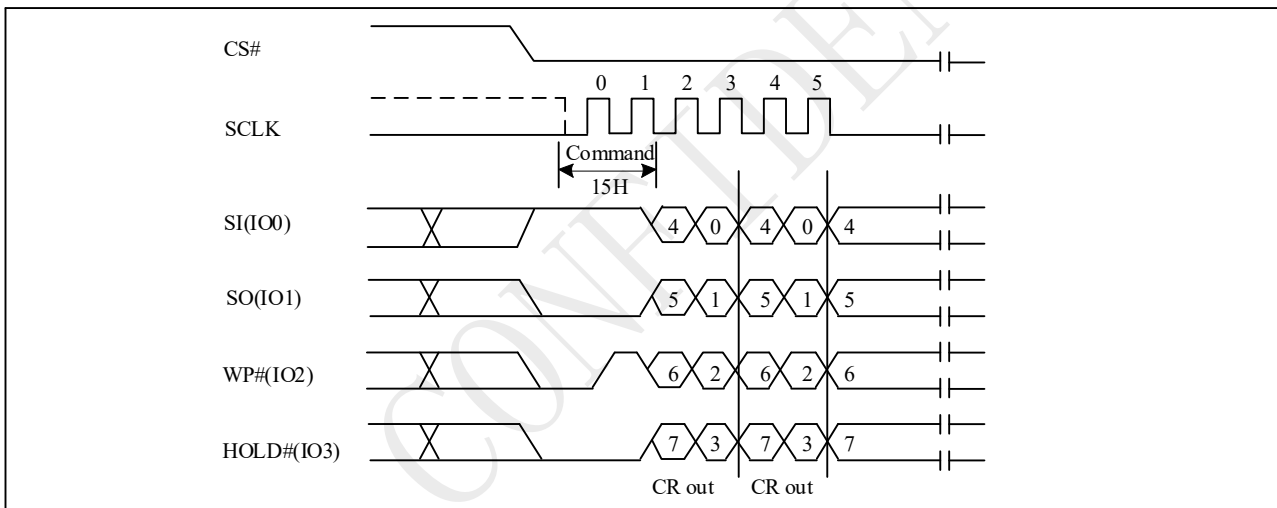 CS#
0 1 2 3 4 5
SCLK
Command
15H
SI(IO0) 4 0 4 0 4
SO(IO1) 5 1 5 1 5
WP#(IO2) 6 2 6 2 6
HOLD#(IO3) 7 3 7 3 7
CR out CR out
CONFIDEN